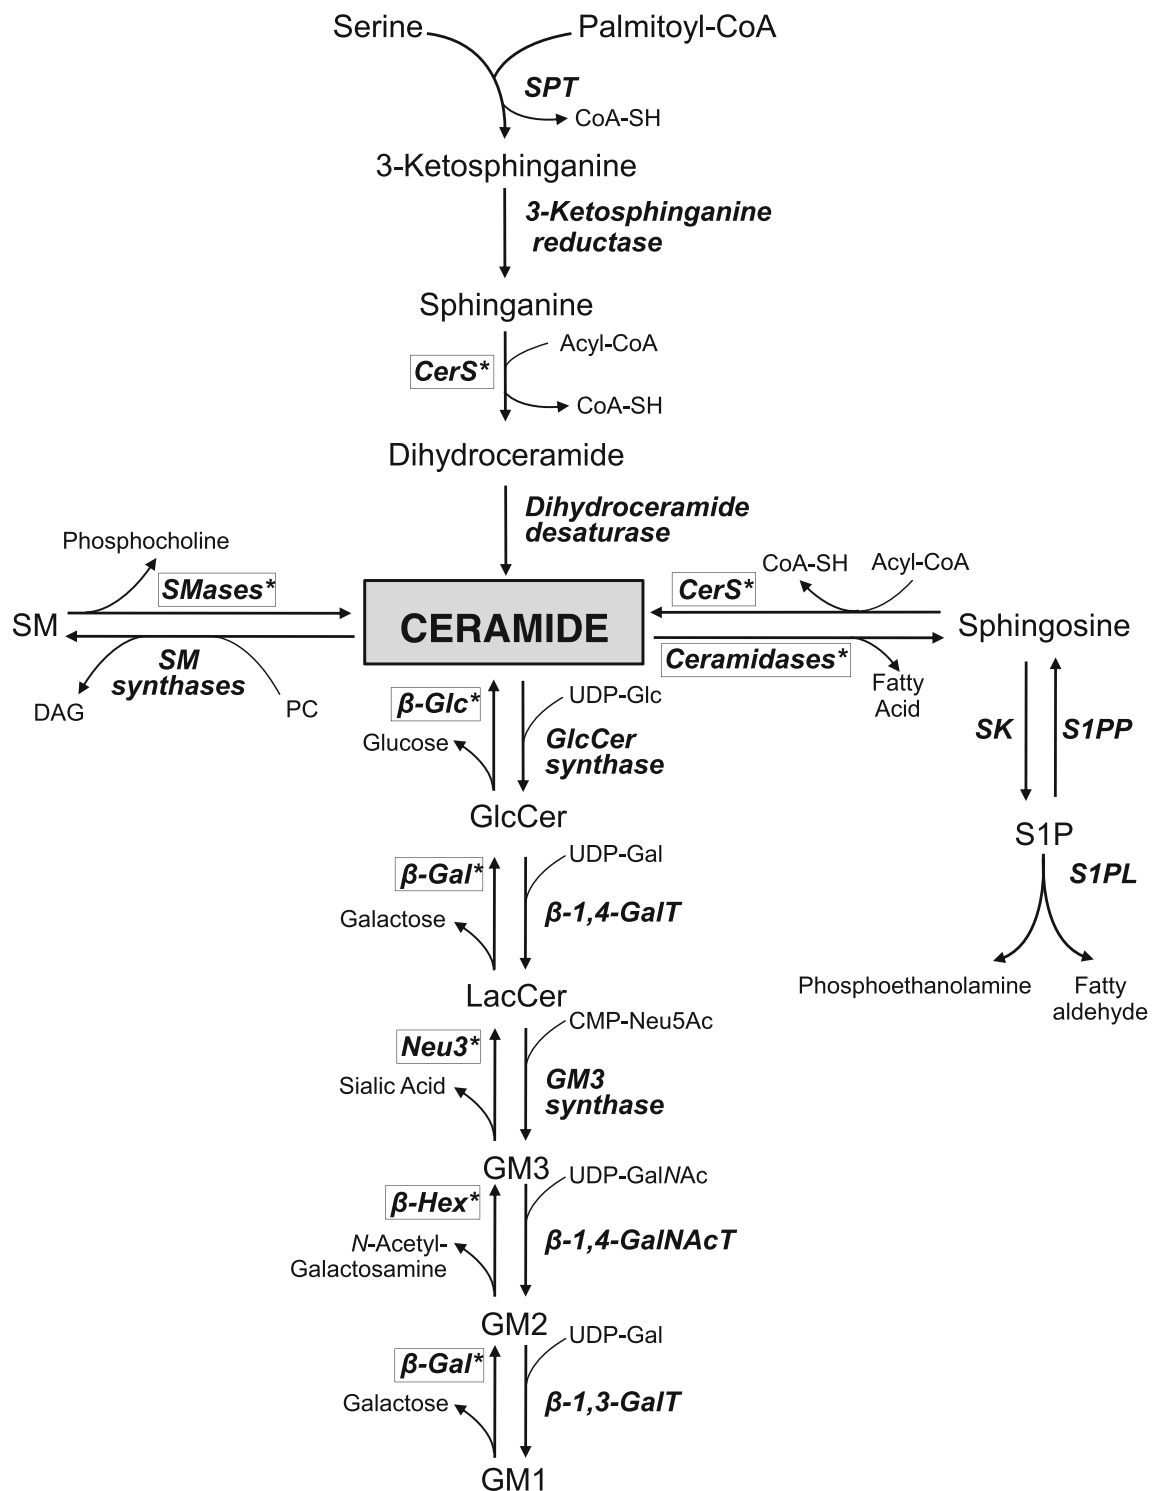 Serine
Palmitoyl-CoA
SPT
CoA-SH
3-Ketosphinganine
3-Ketosphinganine
reductase
Sphinganine
Acyl-CoA
CerS*
CoA-SH
Dihydroceramide
Dihydroceramide
desaturase
Phosphocholine
SMases*
CoA-SH
Acyl-CoA
CerS*
SM
CERAMIDE
Sphingosine
SM
synthases
DAG
PC
Ceramidases*
Fatty
Acid
β-Glc*
UDP-Glc
Glucose
GlcCer
synthase
SK
S1PP
GlcCer
S1P
UDP-Gal
β-Gal*
S1PL
Galactose
β-1,4-GalT
Phosphoethanolamine
Fatty
aldehyde
LacCer
CMP-Neu5Ac
Neu3*
Sialic Acid
GM3
synthase
GM3
UDP-GalNAc
β-Hex*
N-Acetyl-
Galactosamine
β-1,4-GalNAcT
GM2
UDP-Gal
β-Gal*
Galactose
β-1,3-GalT
GM1